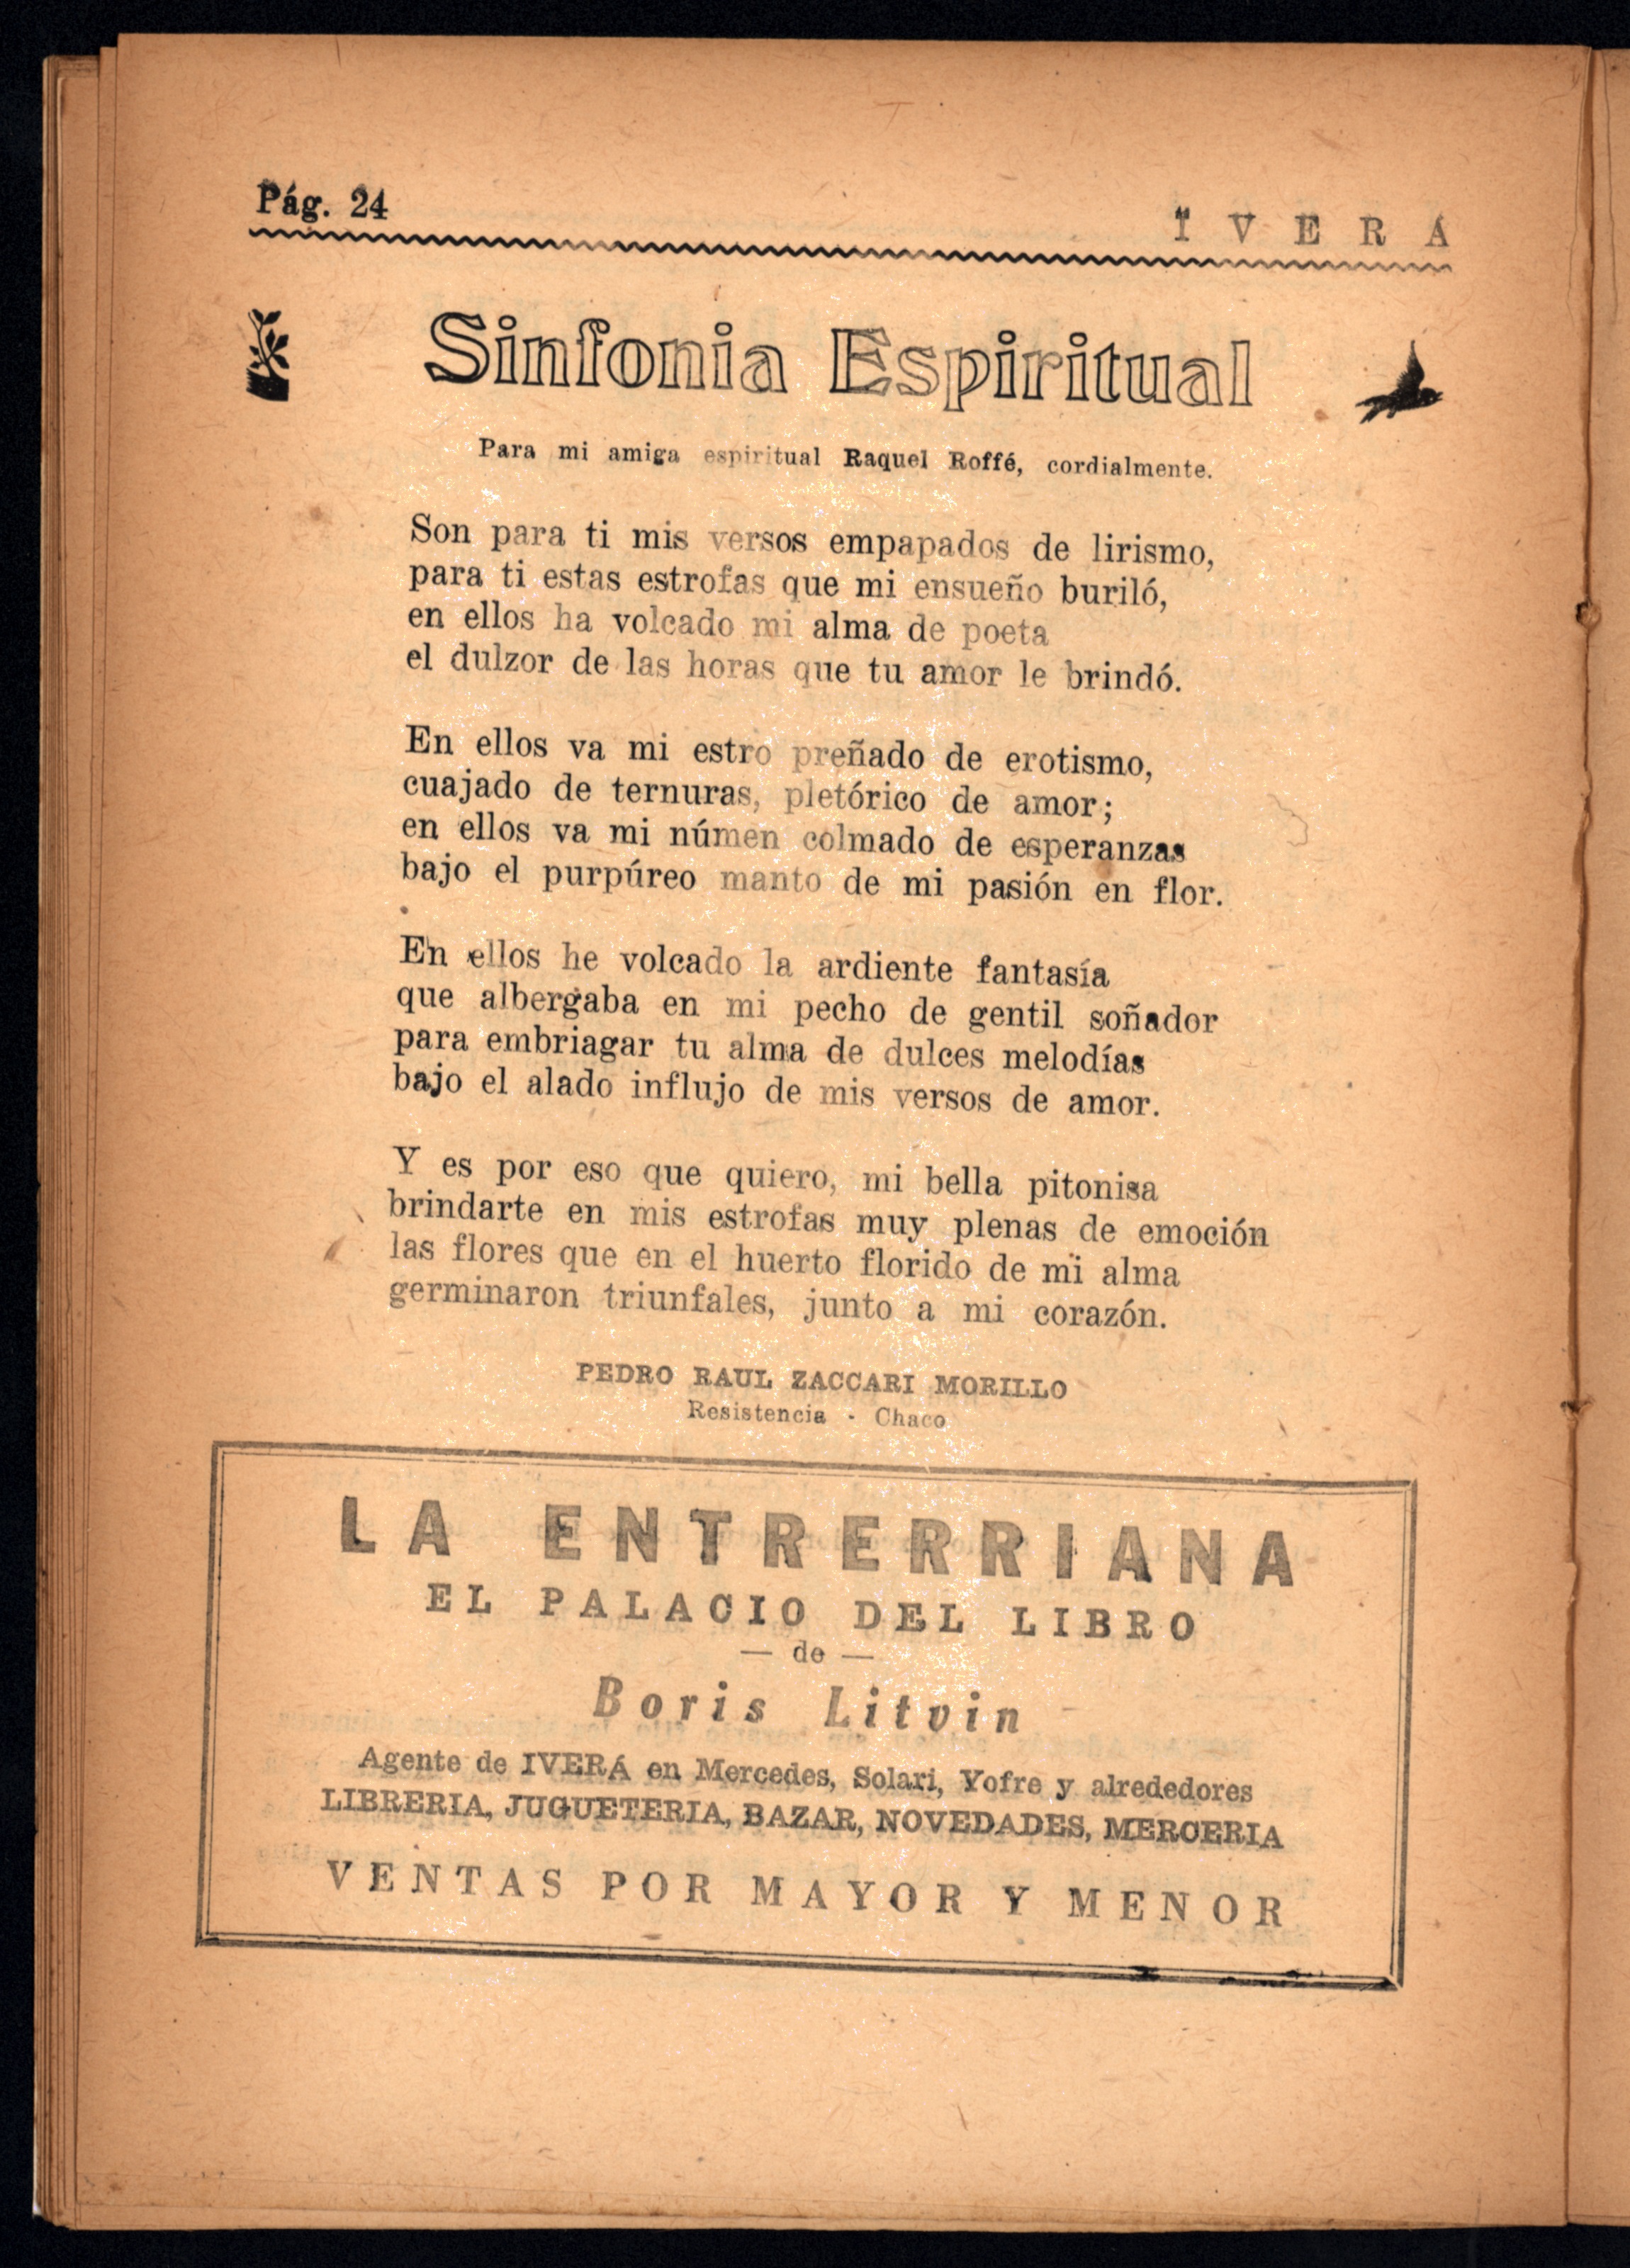 Pág. 24
IVERÁ
Sinfonia Espiritual
Para mi amiga espiritual Raquel Roffé, cordialmente.
Son para ti mis versos empapados de lirismo,
para ti estas estrofas que mi ensueño buriló,
en ellos ha volcado mi alma de poeta
el dulzor de las horas que tu amor le brindó.
En ellos va mi estro preñado de erotismo,
cuajado de ternuras, pletórico de amor;
en ellos va mi númen colmado de esperanzas
bajo el purpúreo manto de mi pasión en flor.
En ellos he volcado la ardiente fantasía
que albergaba en mi pecho de gentil soñador
para embriagar tu alma de dulces melodías
bajo el alado influjo de mis versos de amor.
Y es por eso que quiero, mi bella pitonisa
brindarte en mis estrofas muy plenas de emoción
las flores que en el huerto florido de mi alma
germinaron triunfales, junto a mi corazón.
PEDRO RAUL ZACCARI MORILLO
Resistencia - Chaco
LA ENTRERRIANA
EL PALACIO DEL LIBRO
— de —
Boris Litvin
Agente de IVERÁ en Mercedes, Solari, Yofre y alrededores
LIBRERIA, JUGUETERIA, BAZAR, NOVEDADES, MERCERIA
VENTAS POR MAYOR Y MENOR